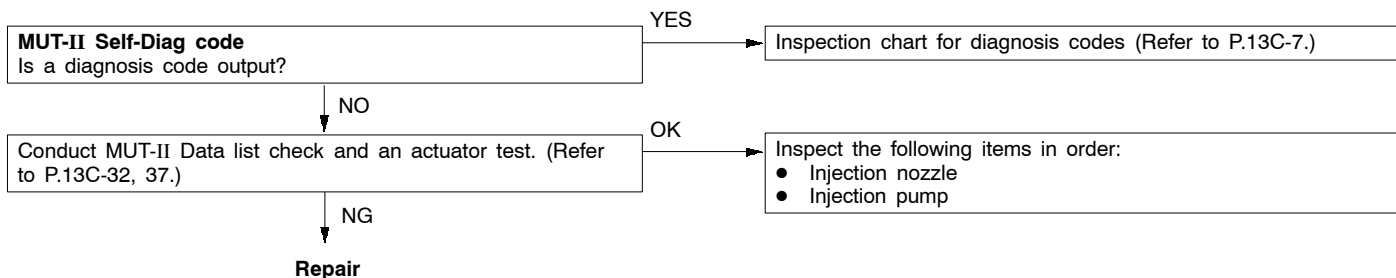 YES
MUT-II Self-Diag code
Is a diagnosis code output?
Inspection chart for diagnosis codes (Refer to P.13C-7.)
NO
OK
Conduct MUT-II Data list check and an actuator test. (Refer
to P.13C-32, 37.)
Inspect the following items in order:
● Injection nozzle
● Injection pump
NG
Repair